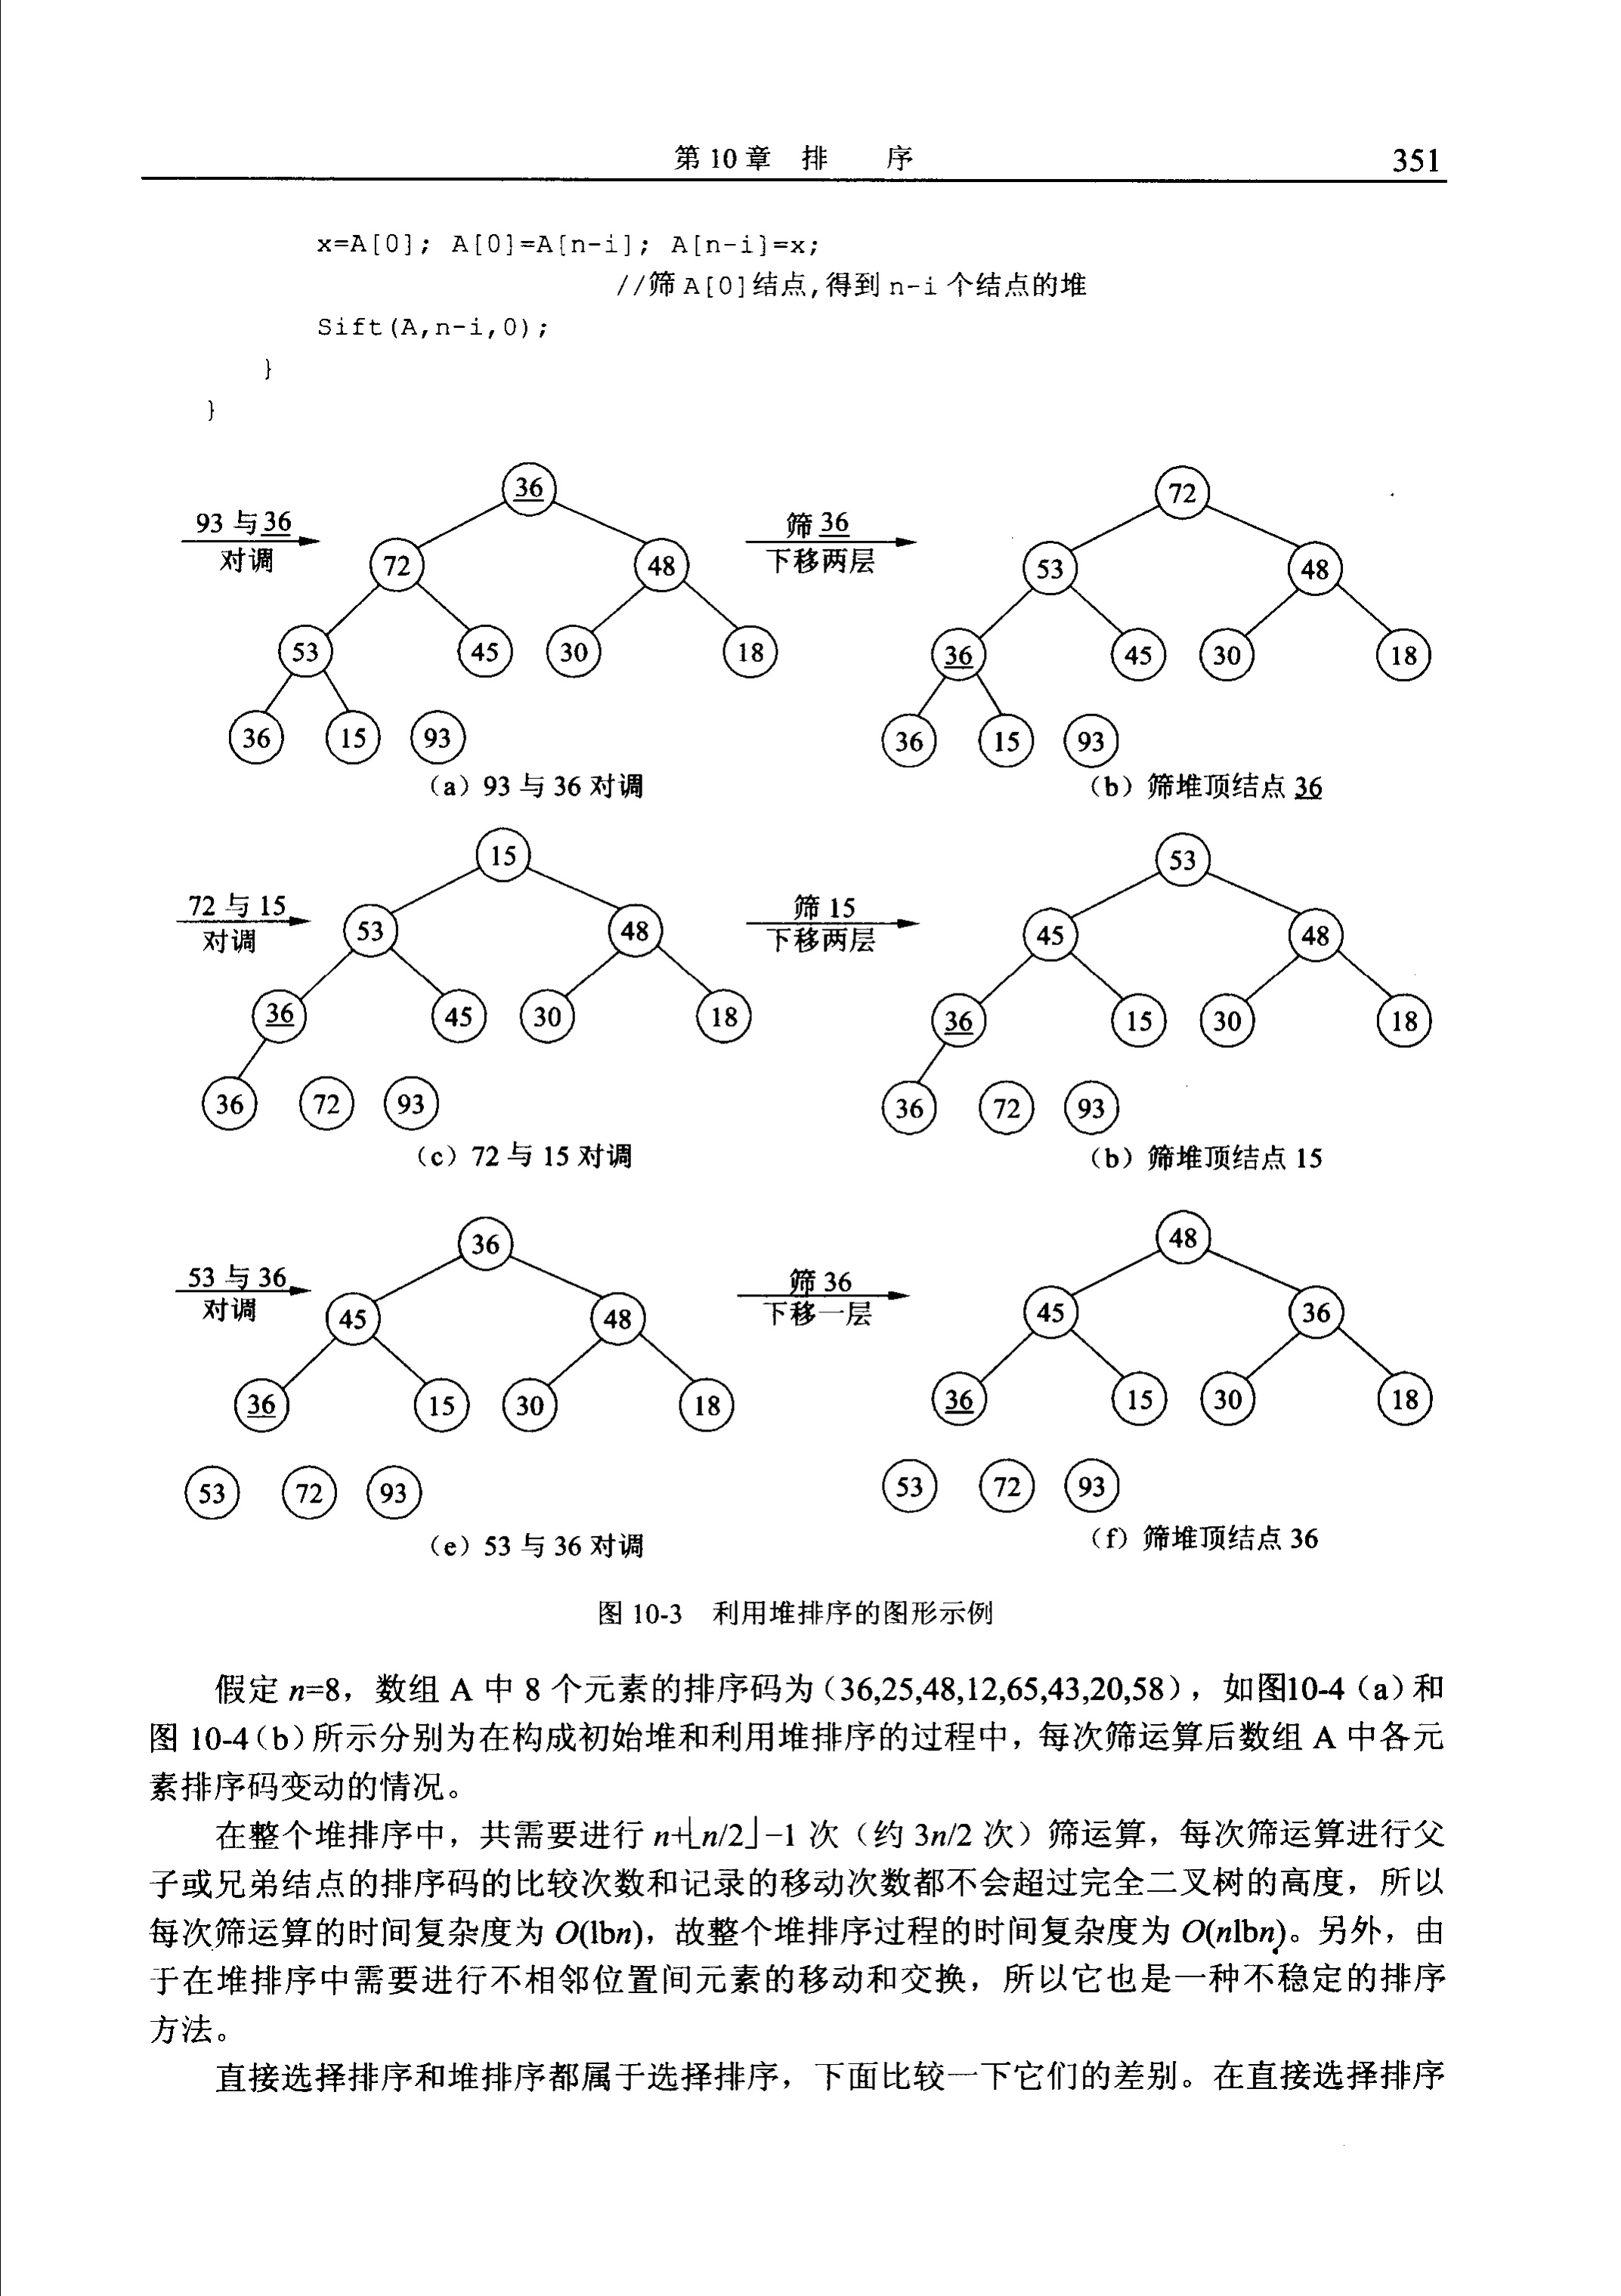 第 10 章 排 序 351
x=A[0]; A[0]=A[n-i]; A[n-i]=x;
//筛 A[0]结点,得到 n-i 个结点的堆
Sift(A,n-i,0);
}
}
93 与 36
对调
36
72 48
53 45 30 18
36 15 93
(a) 93 与 36 对调
筛 36
下移两层
72
53 48
36 45 30 18
36 15 93
(b) 筛堆顶结点 36
72 与 15
对调
15
53 48
36 45 30 18
36 72 93
(c) 72 与 15 对调
筛 15
下移两层
53
45 48
36 15 30 18
36 72 93
(b) 筛堆顶结点 15
53 与 36
对调
36
45 48
36 15 30 18
53 72 93
(e) 53 与 36 对调
筛 36
下移一层
48
45 36
36 15 30 18
53 72 93
(f) 筛堆顶结点 36
图 10-3 利用堆排序的图形示例
假定 n=8，数组 A 中 8 个元素的排序码为（36,25,48,12,65,43,20,58），如图10-4（a）和
图 10-4（b）所示分别为在构成初始堆和利用堆排序的过程中，每次筛运算后数组 A 中各元
素排序码变动的情况。
在整个堆排序中，共需要进行 n+⌊n/2⌋-1 次（约 3n/2 次）筛运算，每次筛运算进行父
子或兄弟结点的排序码的比较次数和记录的移动次数都不会超过完全二叉树的高度，所以
每次筛运算的时间复杂度为 O(lbn)，故整个堆排序过程的时间复杂度为 O(nlbn)。另外，由
于在堆排序中需要进行不相邻位置间元素的移动和交换，所以它也是一种不稳定的排序
方法。
直接选择排序和堆排序都属于选择排序，下面比较一下它们的差别。在直接选择排序